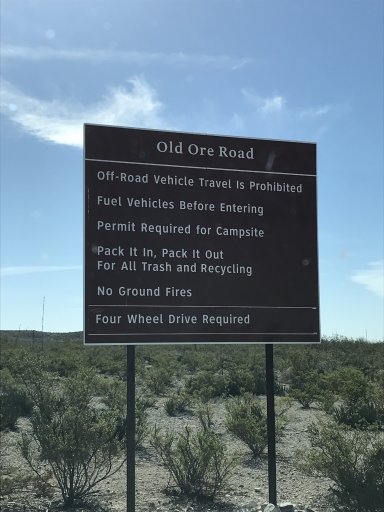 Old Ore Road
Off-Road Vehicle Travel Is Prohibited
Fuel Vehicles Before Entering
Permit Required for Campsite
Pack It In, Pack It Out
For All Trash and Recycling
No Ground Fires
Four Wheel Drive Required